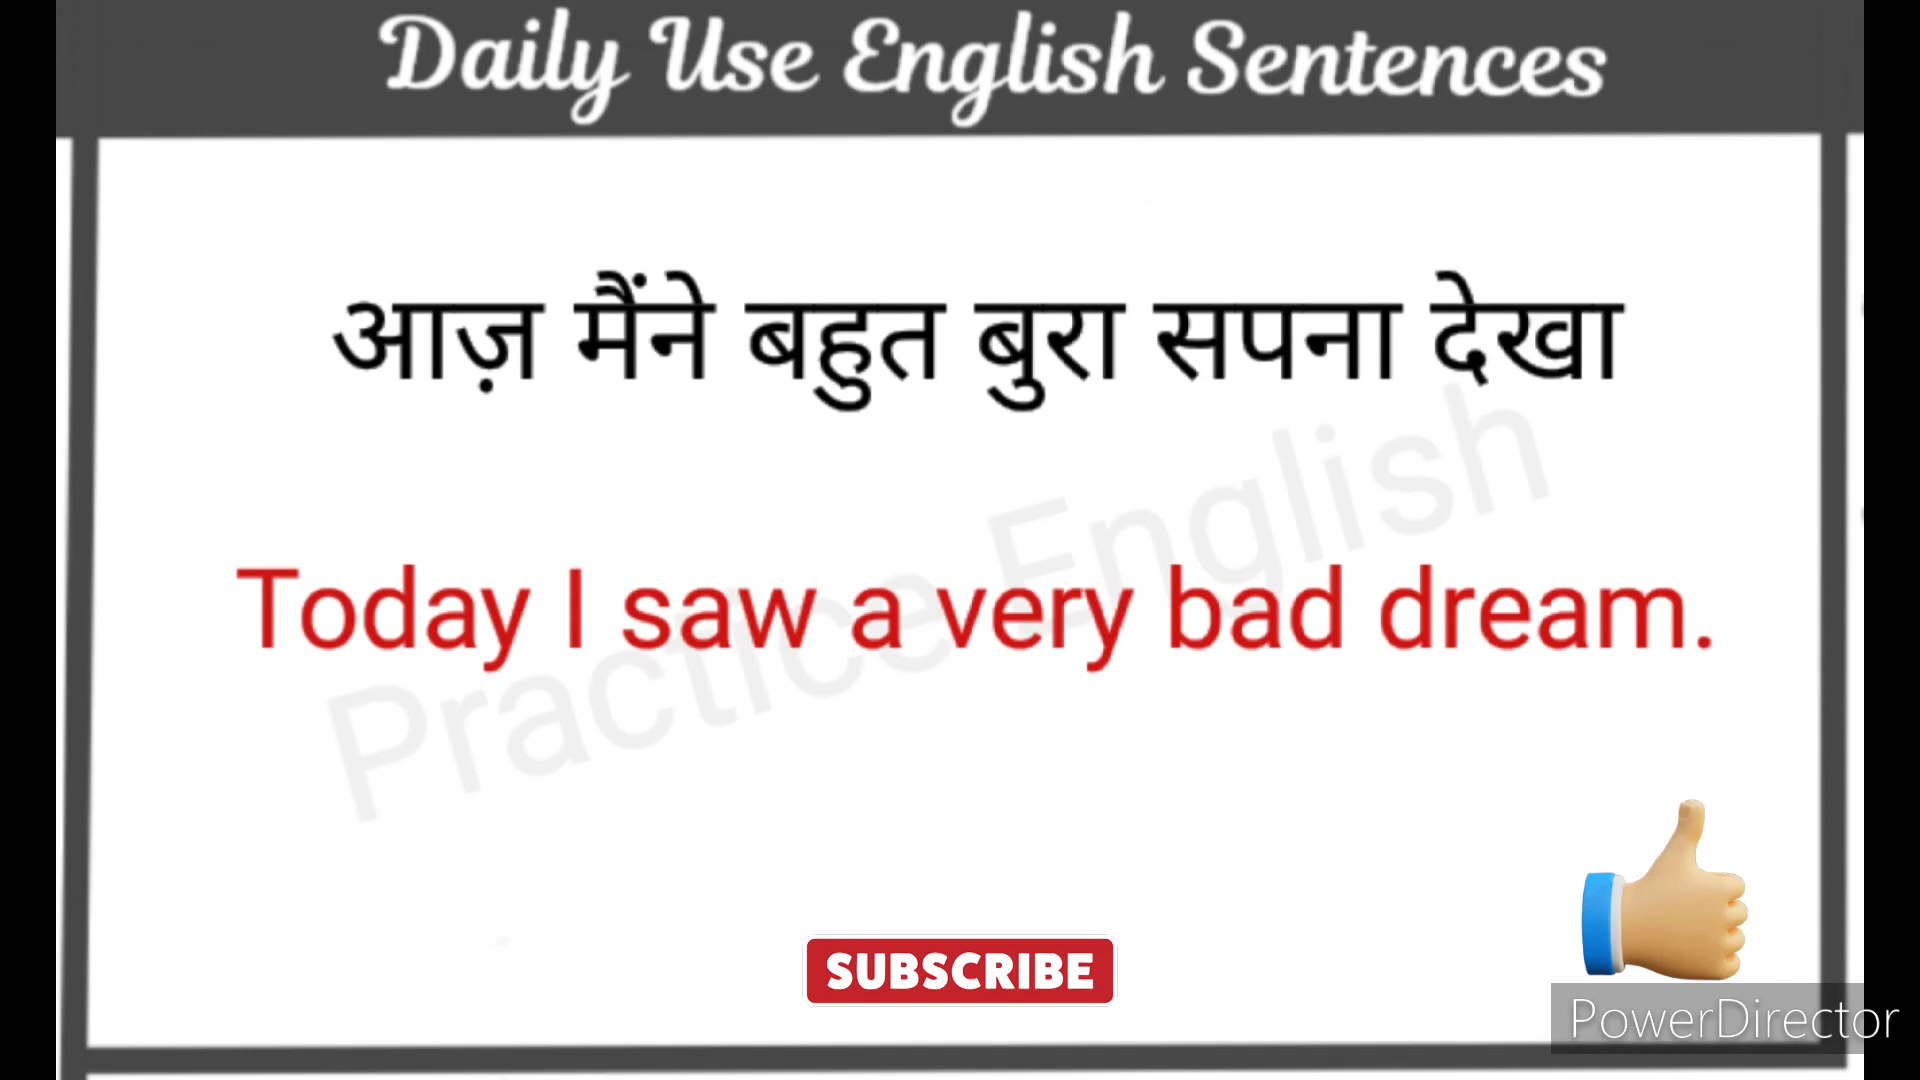 Daily Use English Sentences
आज़ मैंने बहुत बुरा सपना देखा
Practice English
Today I saw a very bad dream.
SUBSCRIBE
PowerDirector